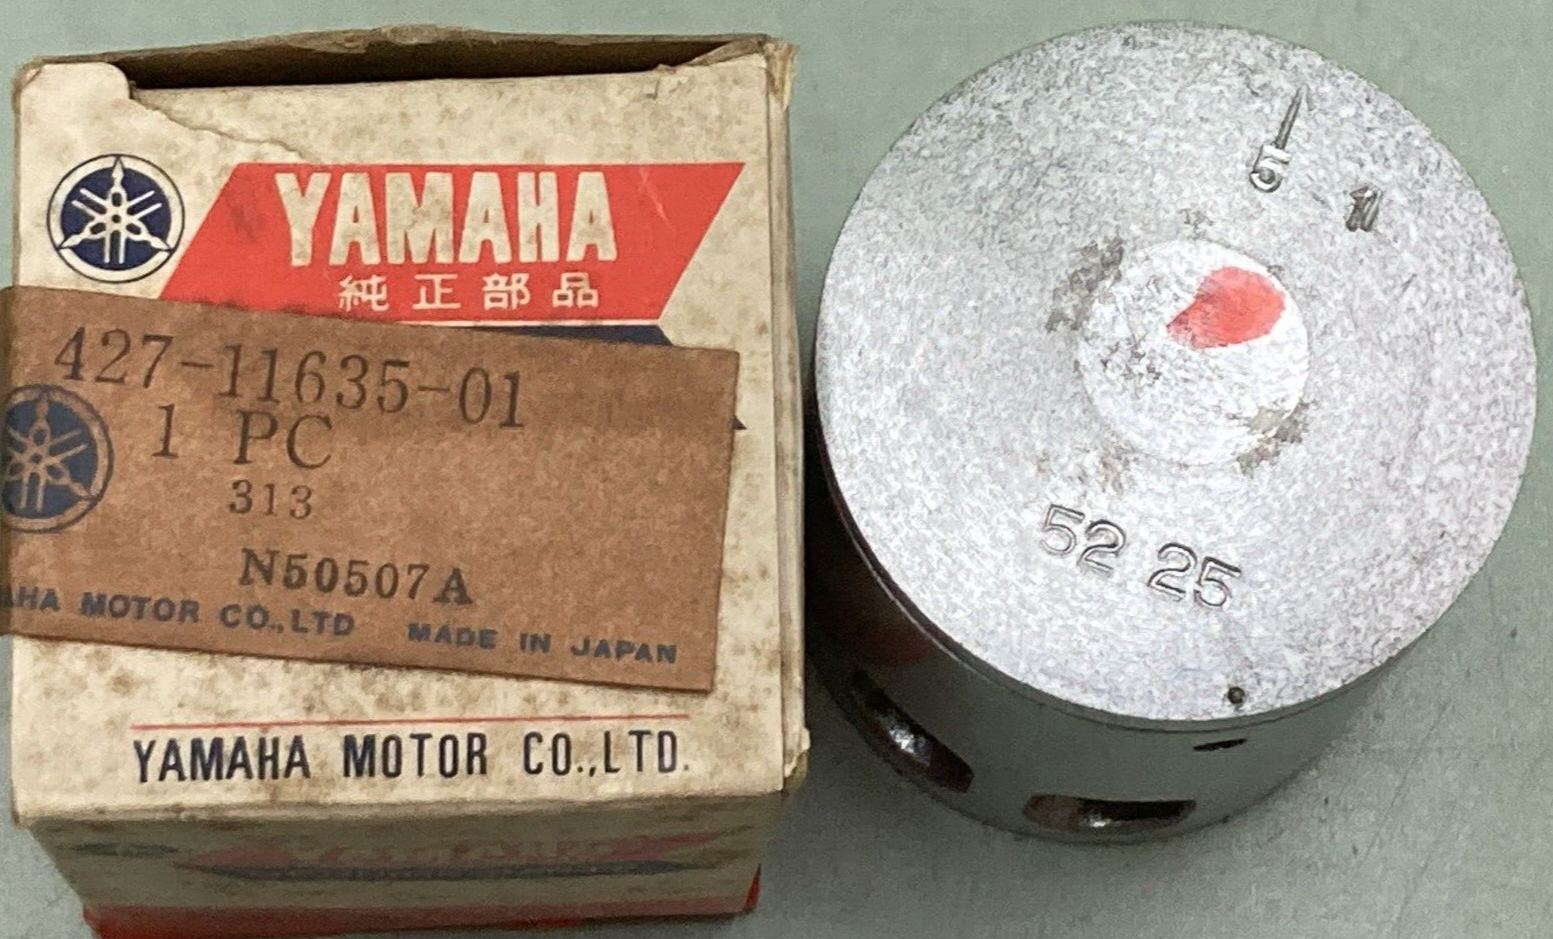 YAMAHA
純正部品
427-11635-01
1 PC
313
N50507A
MOTOR CO.,LTD MADE IN JAPAN
YAMAHA MOTOR CO.,LTD.
YAMAHA
5
52 25